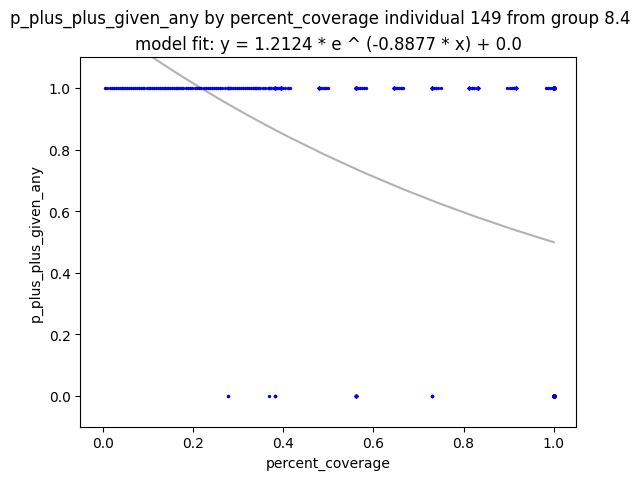 p_plus_plus_given_any by percent_coverage individual 149 from group 8.4
model fit: y = 1.2124 * e ^ (-0.8877 * x) + 0.0
1.0
0.8
0.6
0.4
0.2
0.0
p_plus_plus_given_any
0.0 0.2 0.4 0.6 0.8 1.0
percent_coverage